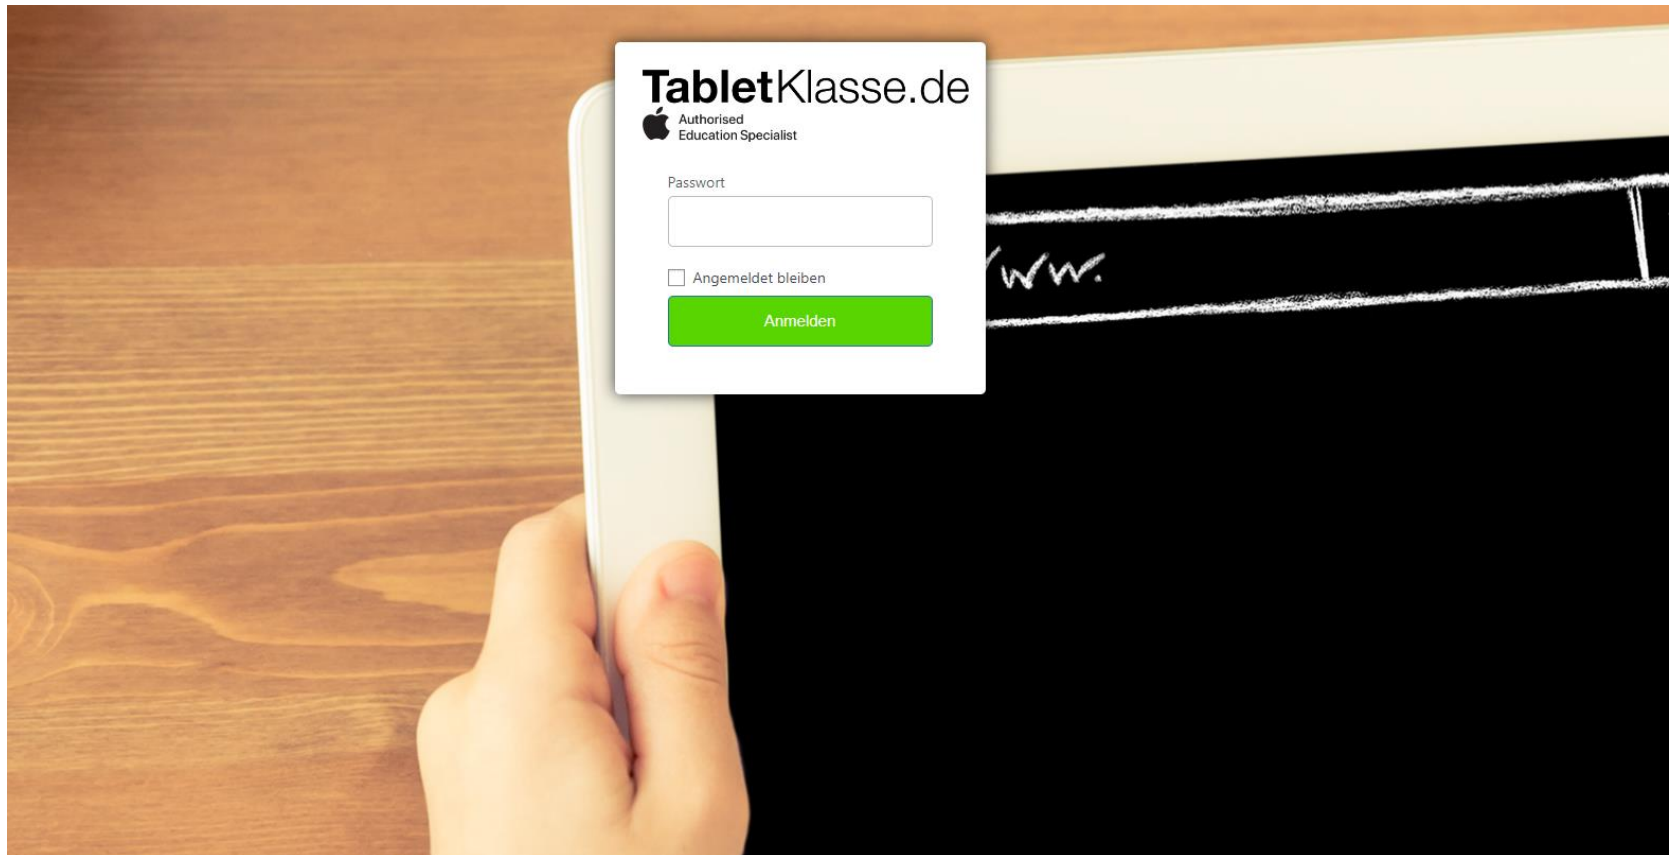 TabletKlasse.de
Authorised
Education Specialist
Passwort
Angemeldet bleiben
Anmelden
www.